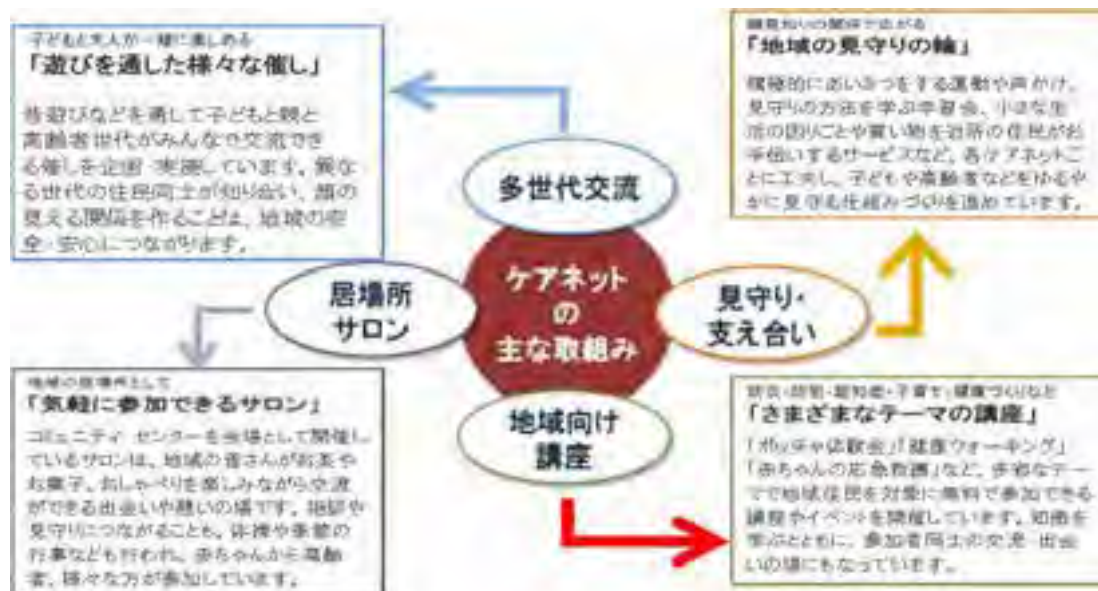 子どもと大人が一緒に楽しめる
「遊びを通した様々な催し」
昔遊びなどを通して子どもと親と
高齢者世代がみんなで交流でき
る催しを企画・実施しています。異な
る世代の住民同士が知り合い、顔の
見える関係を作ることは、地域の安
全・安心につながります。
顔見知りの関係で広がる
「地域の見守りの輪」
積極的にあいさつをする運動や声かけ、
見守りの方法を学ぶ学習会、小さな生
活の困りごとや買い物を近所の住民がお
手伝いするサービスなど、各ケアネットご
とに工夫し、子どもや高齢者などをゆるや
かに見守る仕組みづくりを進めています。
多世代交流
居場所
サロン
ケアネット
の
主な取組み
見守り・
支え合い
地域向け
講座
地域の居場所として
「気軽に参加できるサロン」
コミュニティ センターを会場として開催し
ているサロンは、地域の皆さんがお茶や
お菓子、おしゃべりを楽しみながら交流
ができる出会いや憩いの場です。相談や
見守りにつながることも。体操や季節の
行事なども行われ、赤ちゃんから高齢
者、様々な方が参加しています。
防災・防犯・認知症・子育て・健康づくりなど
「さまざまなテーマの講座」
「ボッチャ体験会」「健康ウォーキング」
「赤ちゃんの応急救護」など、多彩なテー
マで地域住民を対象に無料で参加できる
講座やイベントを開催しています。知識を
学ぶとともに、参加者同士の交流・出会
いの場にもなっています。